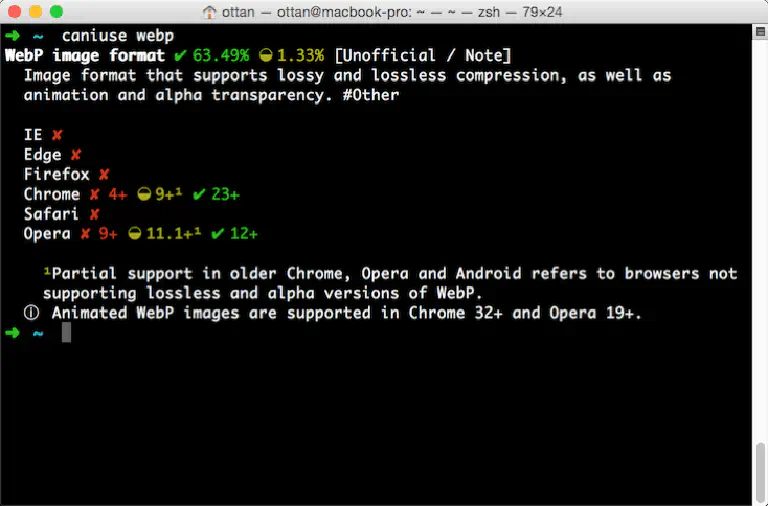 ottan — ottan@macbook-pro: ~ — ~ — zsh — 79×24
➜ ~ caniuse webp
WebP image format ✔ 63.49% ◒ 1.33% [Unofficial / Note]
Image format that supports lossy and lossless compression, as well as
animation and alpha transparency. #Other
IE ✘
Edge ✘
Firefox ✘
Chrome ✘ 4+ ◒ 9+¹ ✔ 23+
Safari ✘
Opera ✘ 9+ ◒ 11.1+¹ ✔ 12+
¹Partial support in older Chrome, Opera and Android refers to browsers not
supporting lossless and alpha versions of WebP.
ⓘ Animated WebP images are supported in Chrome 32+ and Opera 19+.
➜ ~